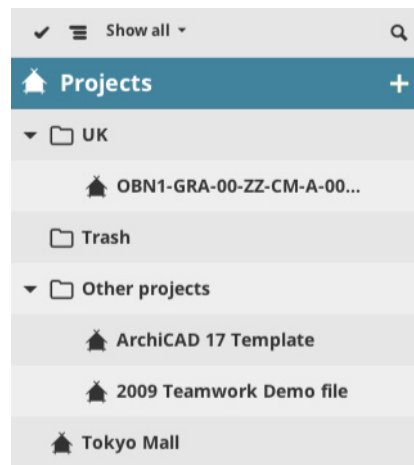 Show all
Projects
UK
OBN1-GRA-00-ZZ-CM-A-00...
Trash
Other projects
ArchiCAD 17 Template
2009 Teamwork Demo file
Tokyo Mall